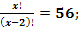 x!/(x−2)! = 56;